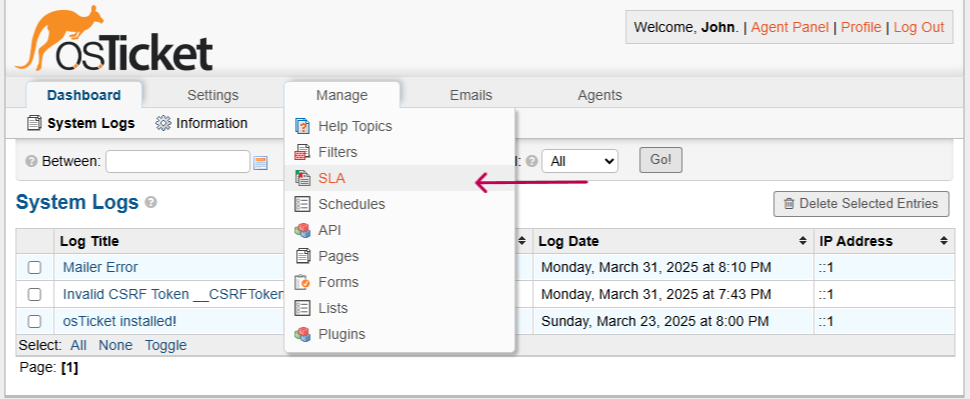 osTicket
Welcome, John. | Agent Panel | Profile | Log Out
Dashboard Settings Manage Emails Agents
System Logs Information
Help Topics
Filters
SLA
Schedules
API
Pages
Forms
Lists
Plugins
Between: l: All Go!
System Logs Delete Selected Entries
Log Title Log Date IP Address
Mailer Error Monday, March 31, 2025 at 8:10 PM ::1
Invalid CSRF Token __CSRFToken Monday, March 31, 2025 at 7:43 PM ::1
osTicket installed! Sunday, March 23, 2025 at 8:00 PM ::1
Select: All None Toggle
Page: [1]